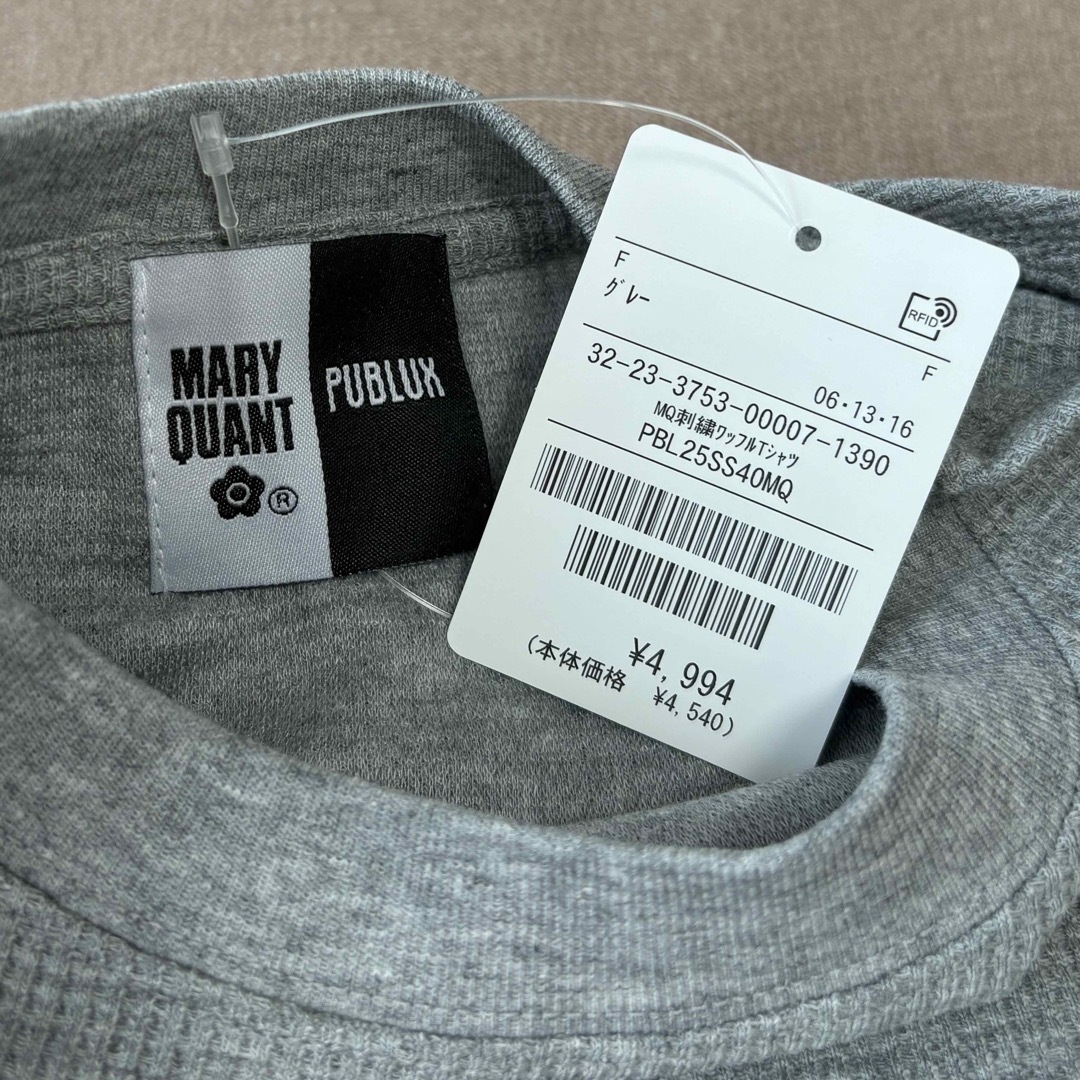 MARY
QUANT
®
PUBLUX
F
ｸﾞﾚｰ
RFID
F
06・13・16
32-23-3753-00007-1390
MQ刺繍ﾜｯﾌﾙTｼｬﾂ
PBL25SS40MQ
¥4,994
(本体価格 ¥4,540)